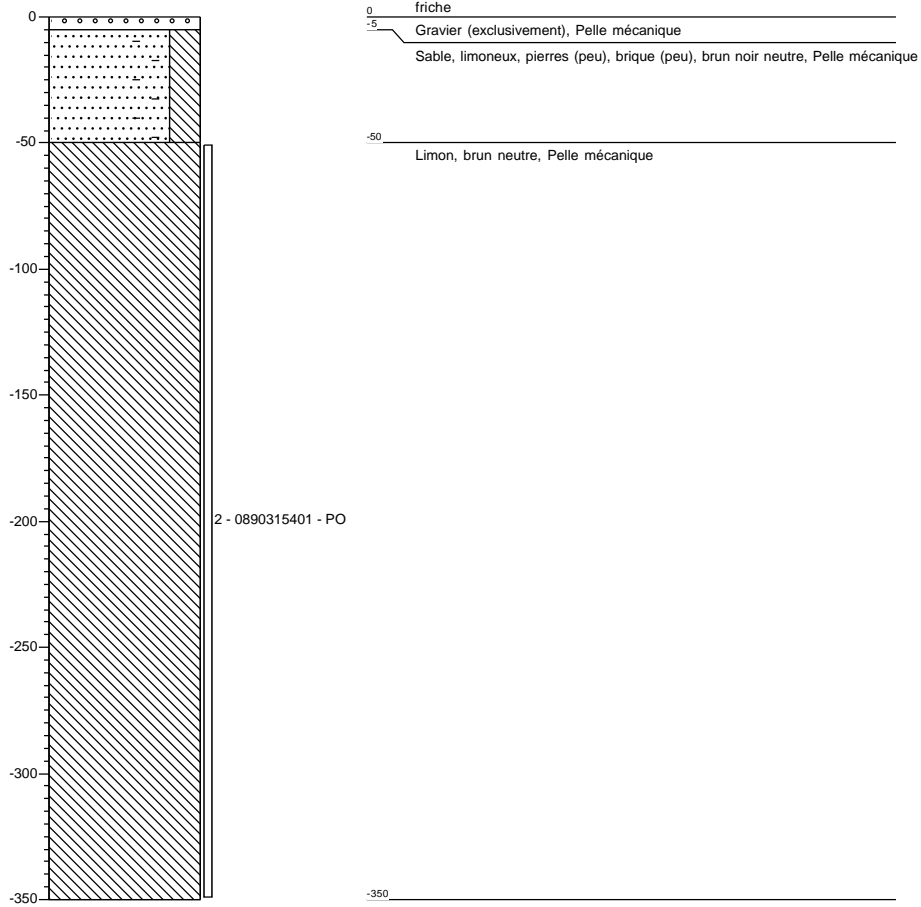 0
0
friche
-5
Gravier (exclusivement), Pelle mécanique
Sable, limoneux, pierres (peu), brique (peu), brun noir neutre, Pelle mécanique
-50
-50
Limon, brun neutre, Pelle mécanique
-100
-150
-200
2 - 0890315401 - PO
-250
-300
-350
-350